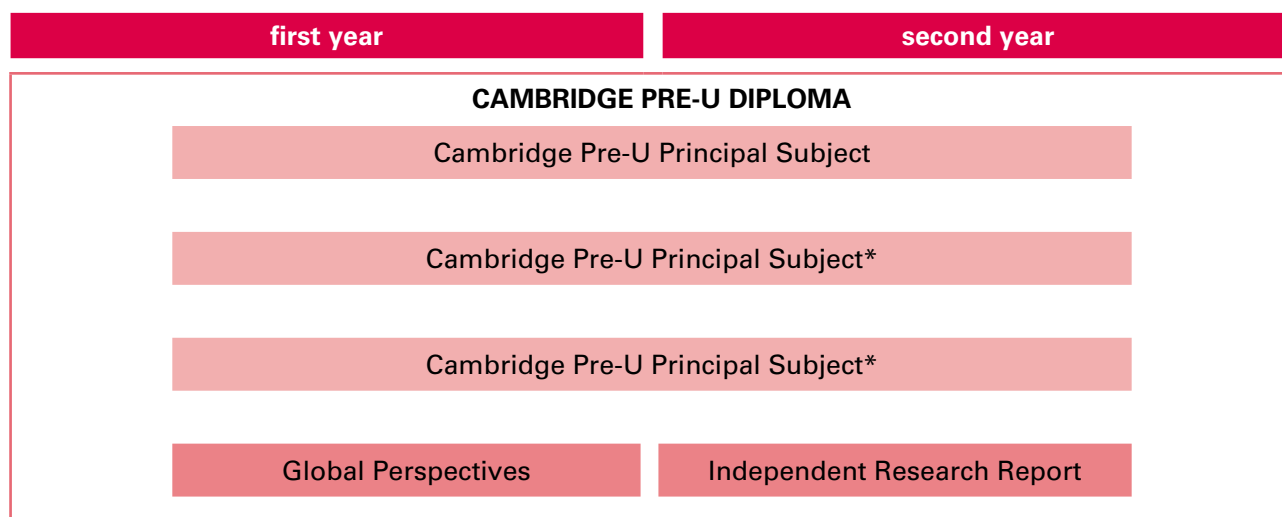 first year
second year
CAMBRIDGE PRE-U DIPLOMA
Cambridge Pre-U Principal Subject
Cambridge Pre-U Principal Subject*
Cambridge Pre-U Principal Subject*
Global Perspectives
Independent Research Report